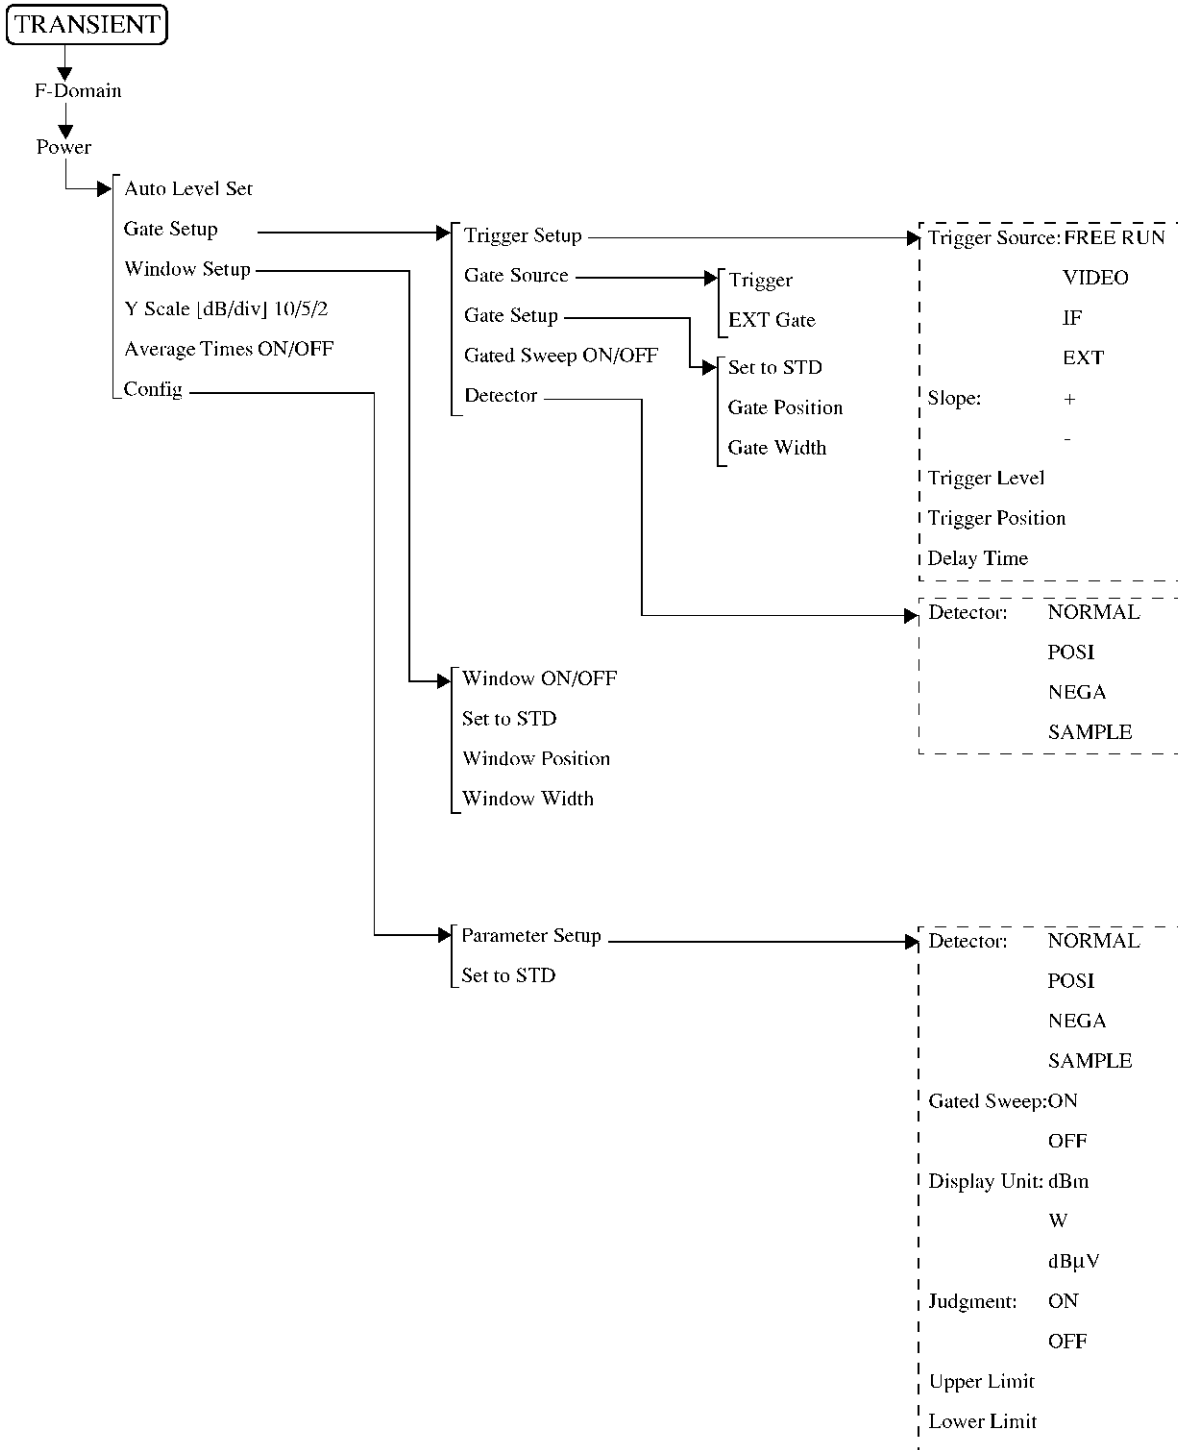 TRANSIENT
F-Domain
Power
Auto Level Set
Gate Setup
Window Setup
Y Scale [dB/div] 10/5/2
Average Times ON/OFF
Config
Trigger Setup
Gate Source
Gate Setup
Gated Sweep ON/OFF
Detector
Trigger
EXT Gate
Set to STD
Gate Position
Gate Width
Trigger Source: FREE RUN
VIDEO
IF
EXT
Slope: +
-
Trigger Level
Trigger Position
Delay Time
Detector: NORMAL
POSI
NEGA
SAMPLE
Window ON/OFF
Set to STD
Window Position
Window Width
Parameter Setup
Set to STD
Detector: NORMAL
POSI
NEGA
SAMPLE
Gated Sweep: ON
OFF
Display Unit: dBm
W
dBµV
Judgment: ON
OFF
Upper Limit
Lower Limit